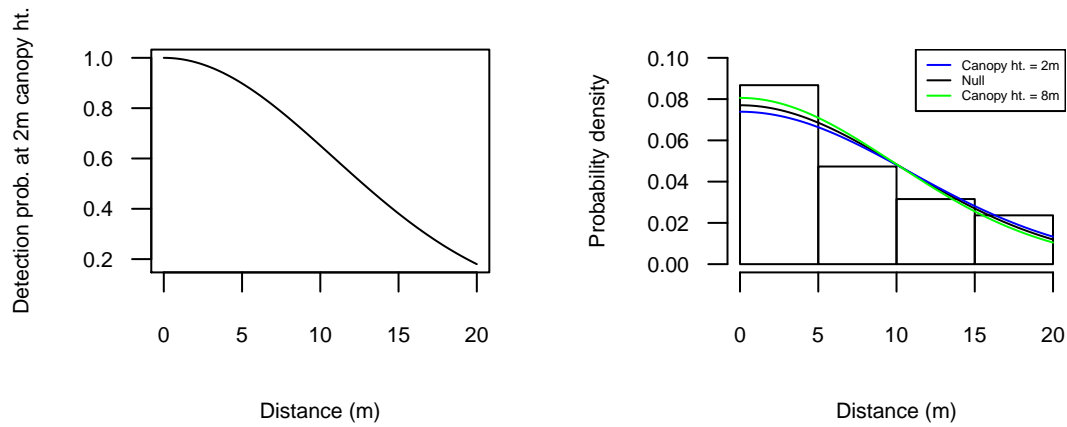 Detection prob. at 2m canopy ht.
1.0
0.8
0.6
0.4
0.2
0 5 10 15 20
Distance (m)
Probability density
0.10
0.08
0.06
0.04
0.02
0.00
Canopy ht. = 2m
Null
Canopy ht. = 8m
0 5 10 15 20
Distance (m)